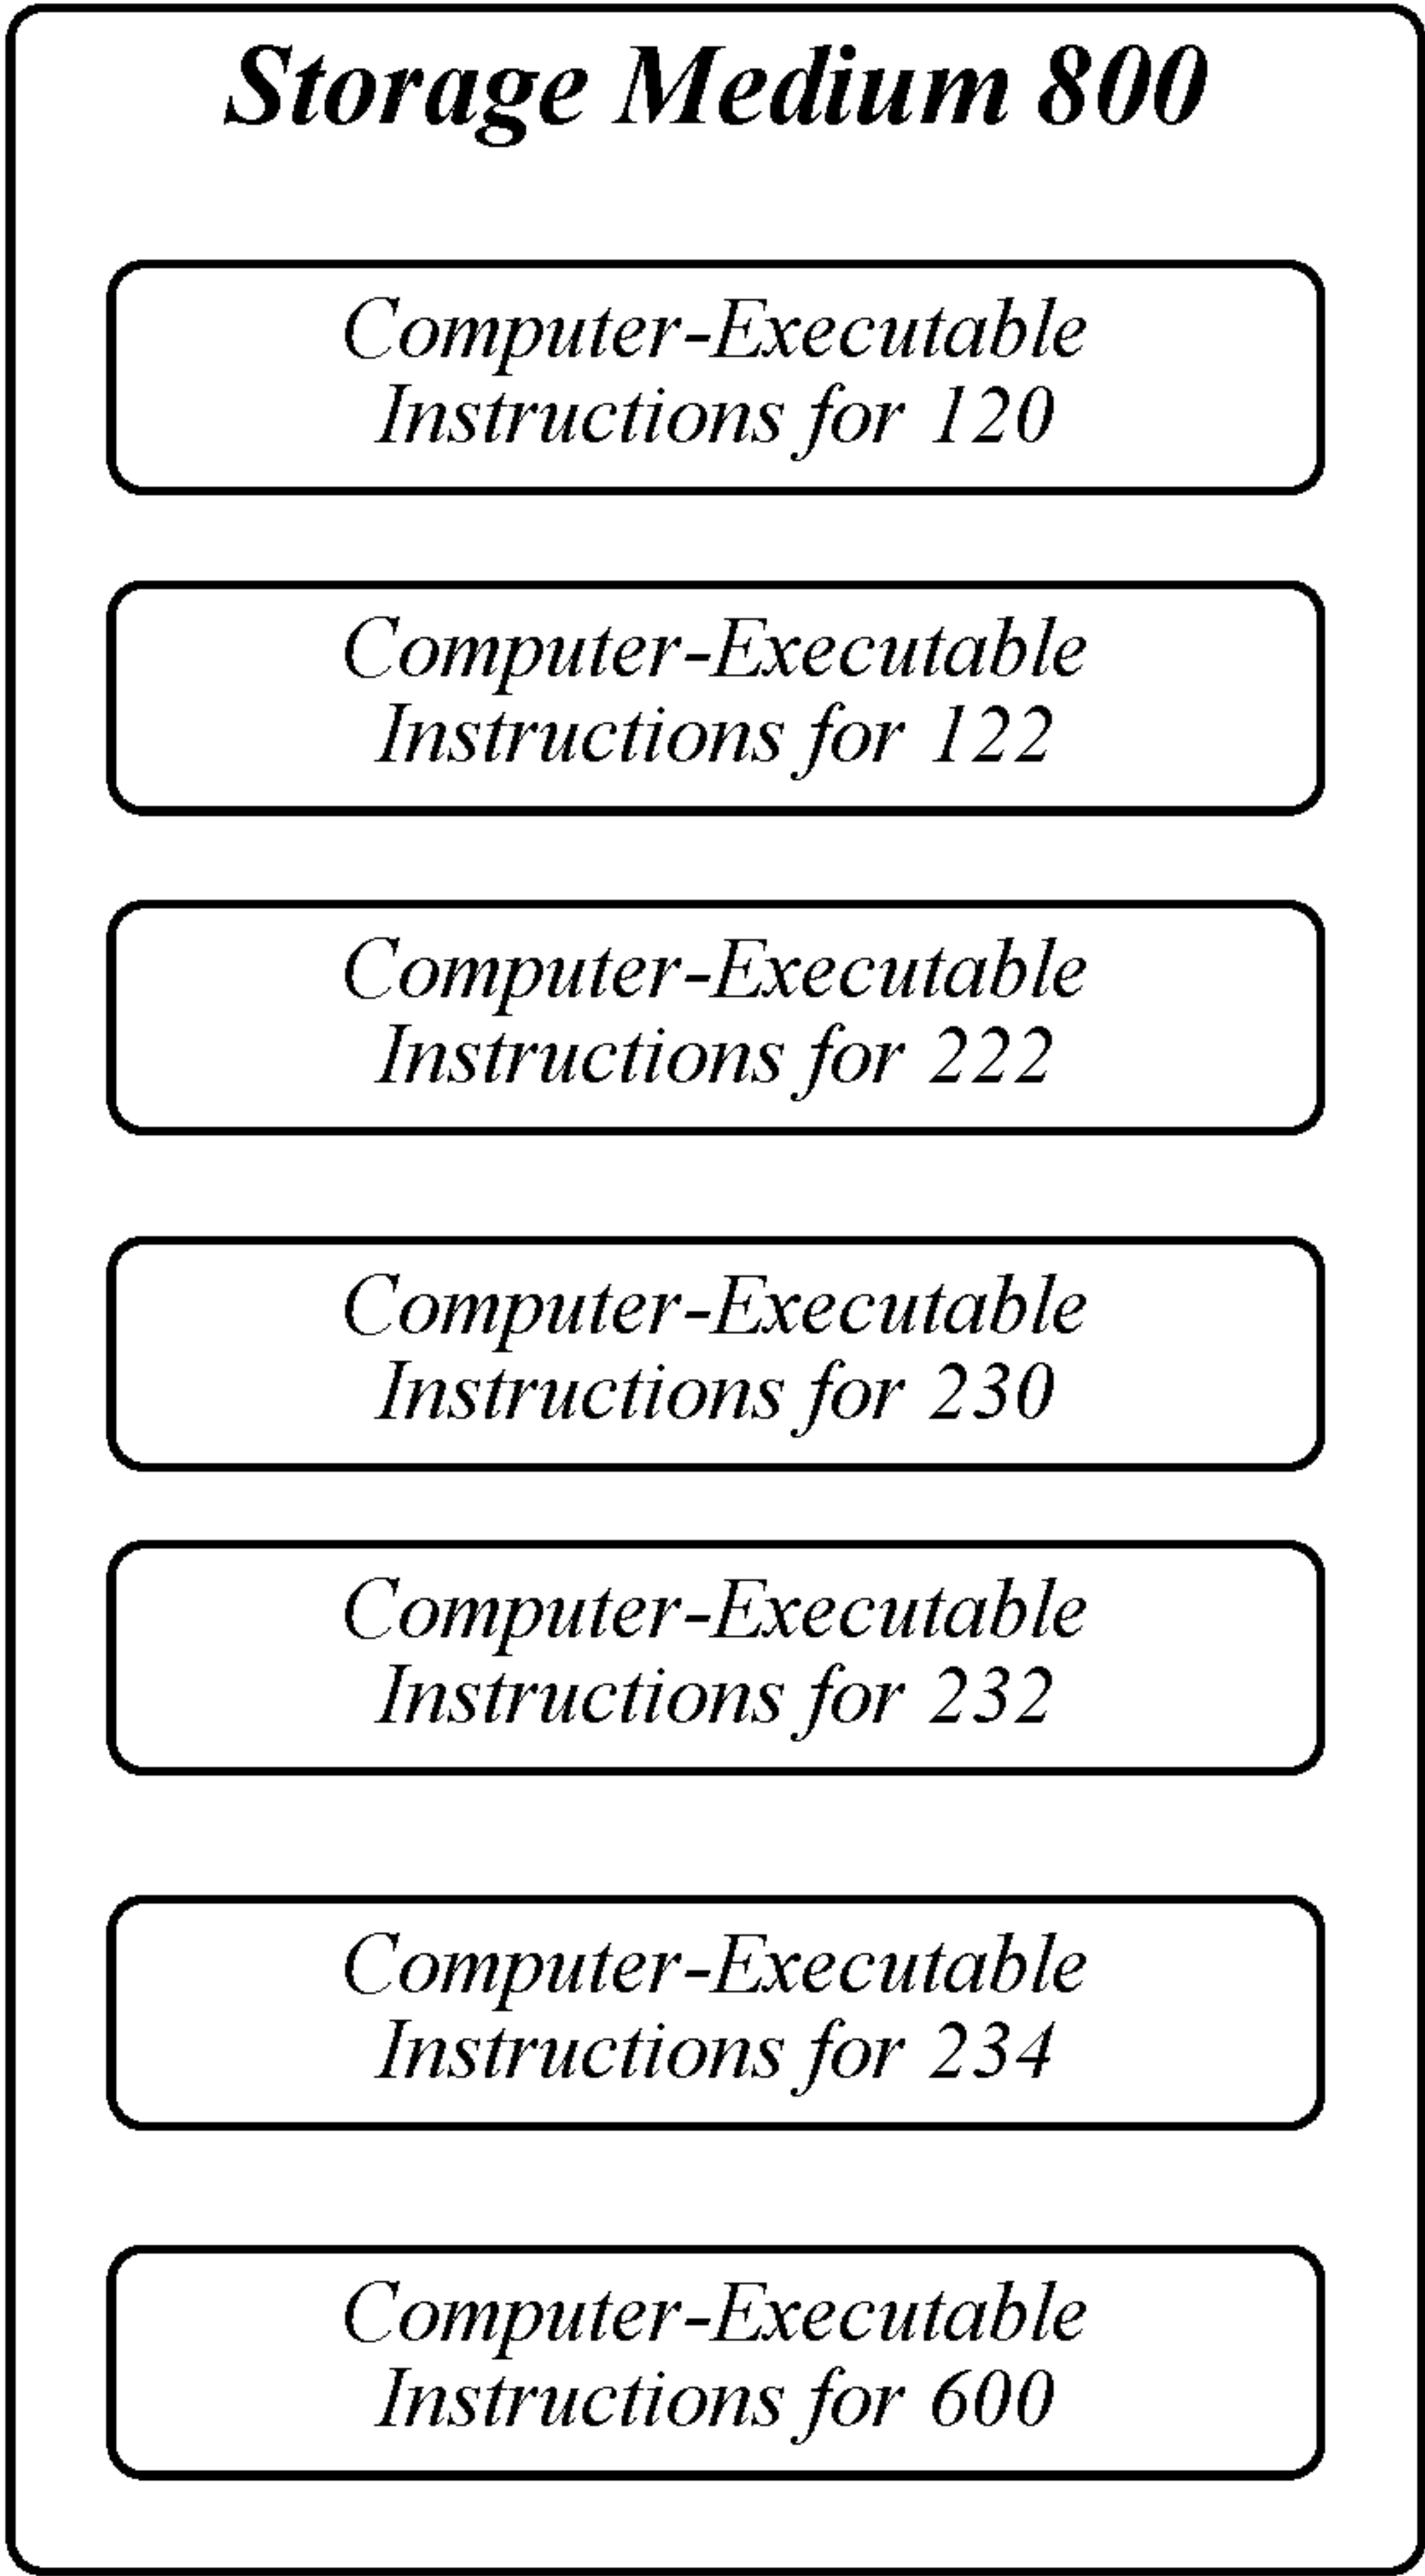 Storage Medium 800
Computer-Executable
Instructions for 120
Computer-Executable
Instructions for 122
Computer-Executable
Instructions for 222
Computer-Executable
Instructions for 230
Computer-Executable
Instructions for 232
Computer-Executable
Instructions for 234
Computer-Executable
Instructions for 600